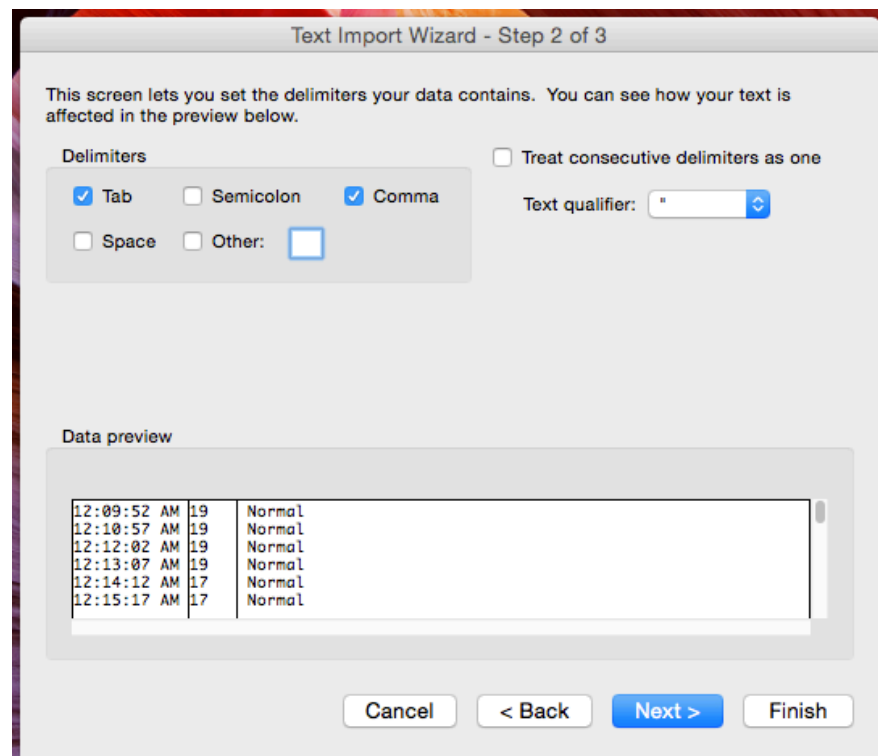 Text Import Wizard - Step 2 of 3
This screen lets you set the delimiters your data contains.  You can see how your text is
affected in the preview below.
Delimiters
Treat consecutive delimiters as one
Tab Semicolon Comma
Text qualifier: "
Space Other:
Data preview
12:09:52 AM 19 Normal
12:10:57 AM 19 Normal
12:12:02 AM 19 Normal
12:13:07 AM 19 Normal
12:14:12 AM 17 Normal
12:15:17 AM 17 Normal
Cancel < Back Next > Finish